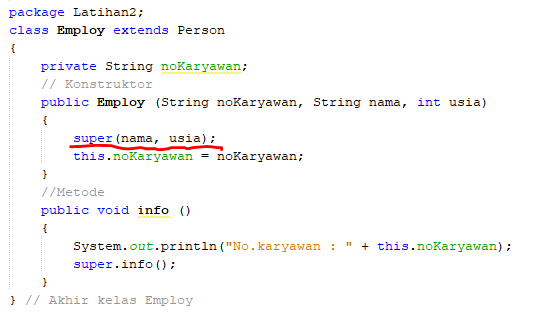 package Latihan2;
class Employ extends Person
{
private String noKaryawan;
// Konstruktor
public Employ (String noKaryawan, String nama, int usia)
{
super(nama, usia);
this.noKaryawan = noKaryawan;
}
//Metode
public void info ()
{
System.out.println("No.karyawan : " + this.noKaryawan);
super.info();
}
} // Akhir kelas Employ